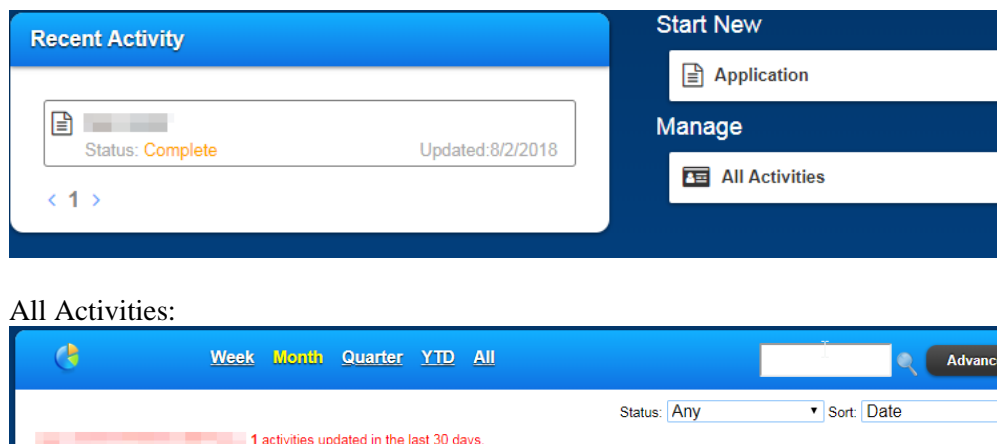 Recent Activity
Status: Complete Updated:8/2/2018
< 1 >
Start New
Application
Manage
All Activities
All Activities:
Week Month Quarter YTD All
Advanc
Status: Any Sort: Date
1 activities updated in the last 30 days.